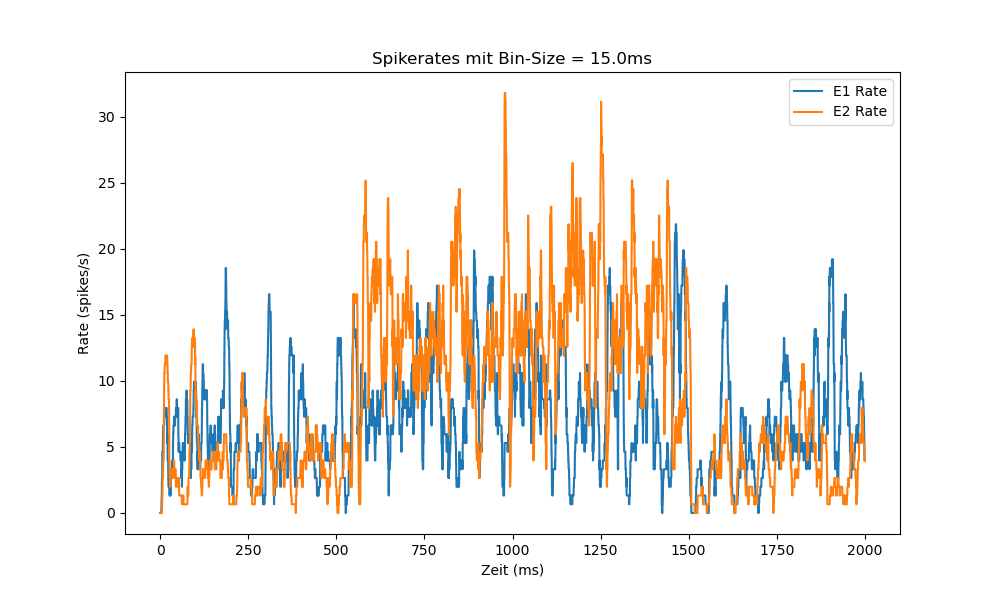 Spikerates mit Bin-Size = 15.0ms
E1 Rate
E2 Rate
Rate (spikes/s)
30
25
20
15
10
5
0
0 250 500 750 1000 1250 1500 1750 2000
Zeit (ms)